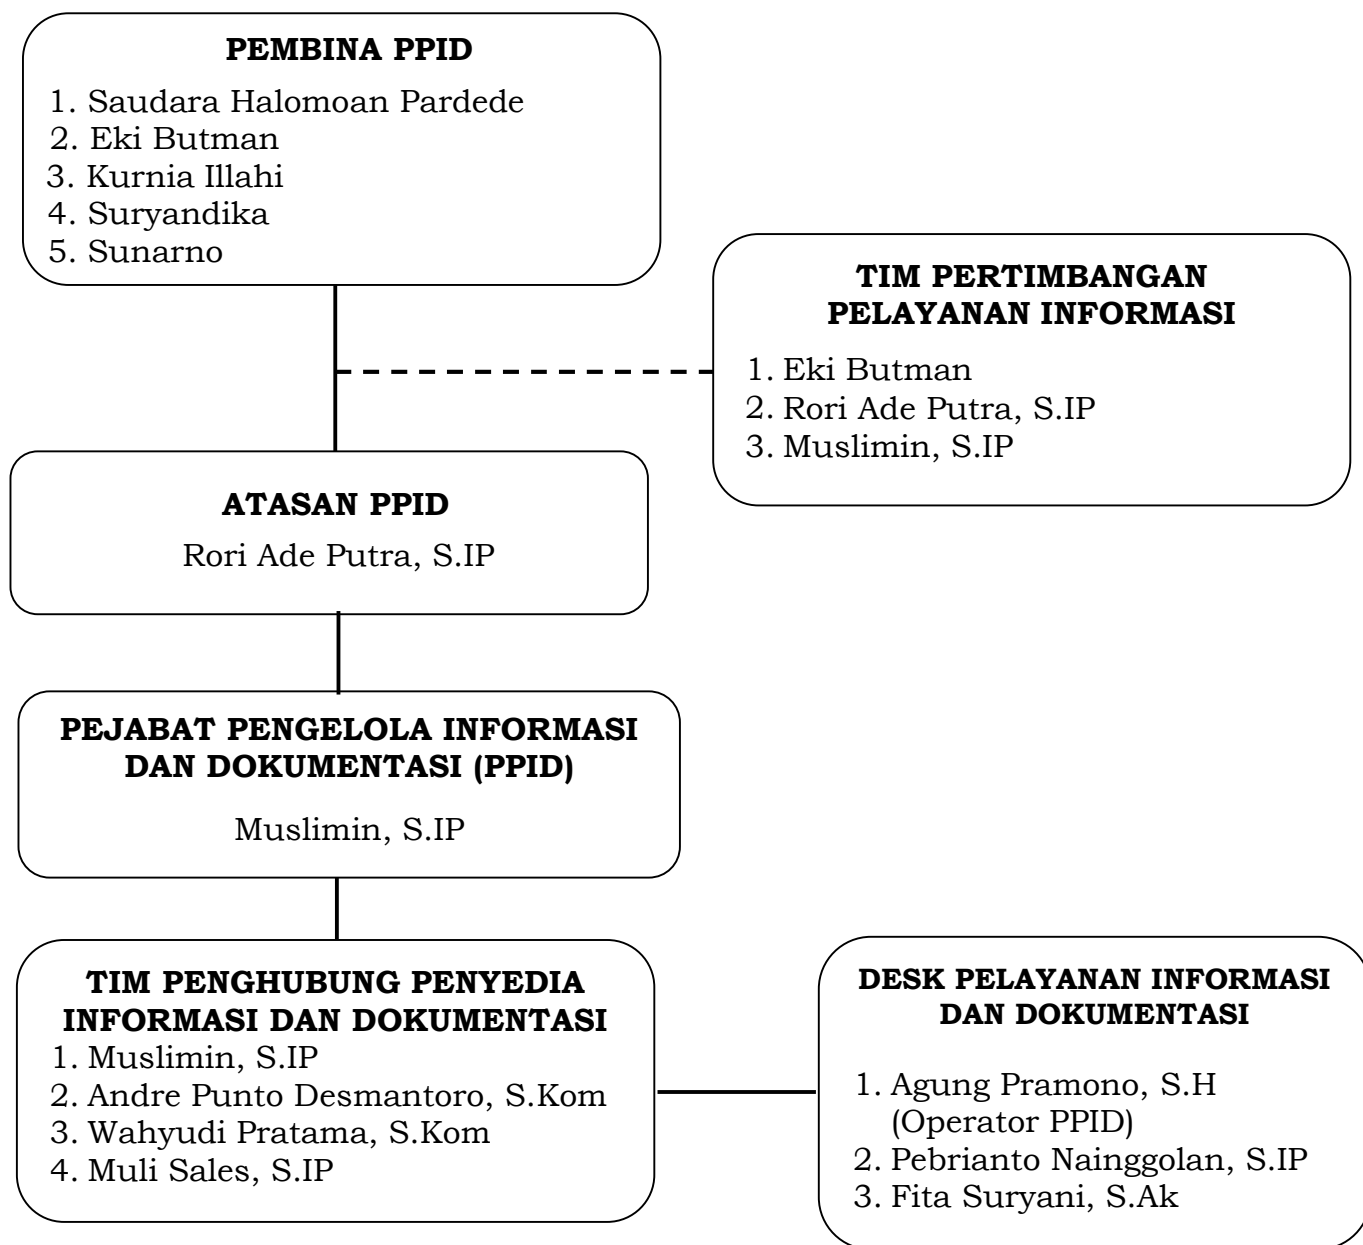 PEMBINA PPID
1. Saudara Halomoan Pardede
2. Eki Butman
3. Kurnia Illahi
4. Suryandika
5. Sunarno
TIM PERTIMBANGAN
PELAYANAN INFORMASI
1. Eki Butman
2. Rori Ade Putra, S.IP
3. Muslimin, S.IP
ATASAN PPID
Rori Ade Putra, S.IP
PEJABAT PENGELOLA INFORMASI
DAN DOKUMENTASI (PPID)
Muslimin, S.IP
TIM PENGHUBUNG PENYEDIA
INFORMASI DAN DOKUMENTASI
1. Muslimin, S.IP
2. Andre Punto Desmantoro, S.Kom
3. Wahyudi Pratama, S.Kom
4. Muli Sales, S.IP
DESK PELAYANAN INFORMASI
DAN DOKUMENTASI
1. Agung Pramono, S.H
(Operator PPID)
2. Pebrianto Nainggolan, S.IP
3. Fita Suryani, S.Ak